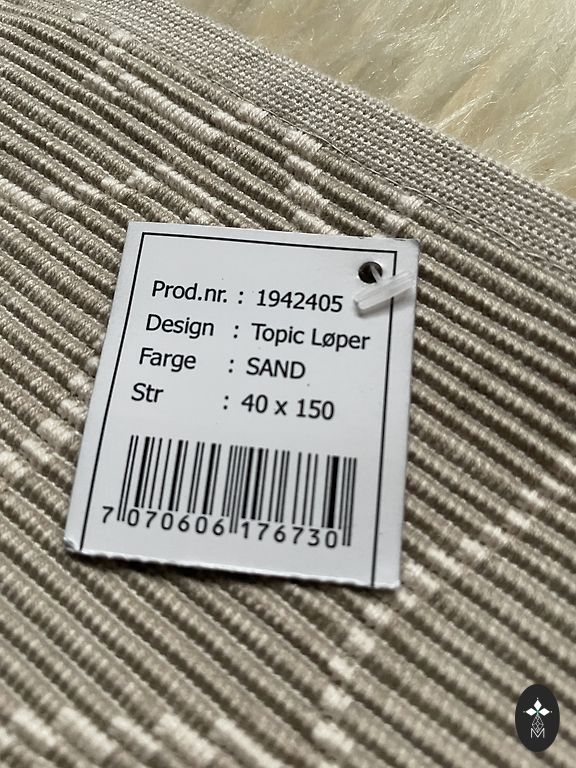 Prod.nr. : 1942405
Design : Topic Løper
Farge : SAND
Str : 40 x 150
7 070606 176730
M